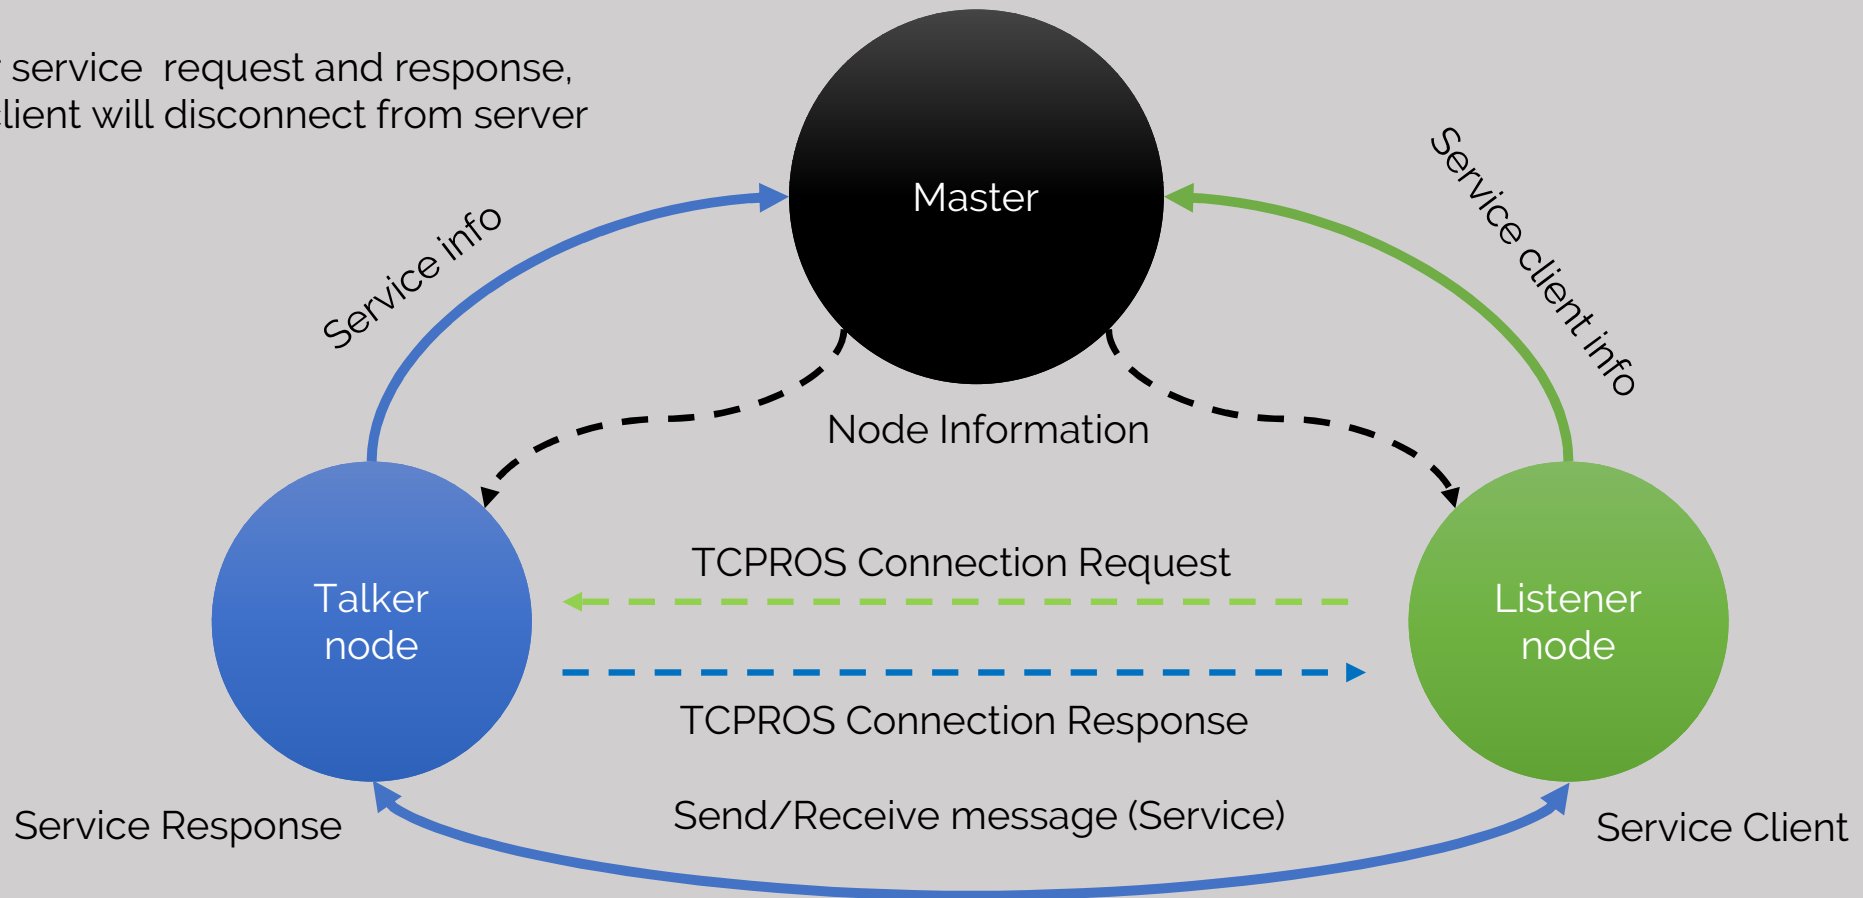 service request and response,
client will disconnect from server
Master
Service info
Service client info
Node Information
TCPROS Connection Request
Talker
node
Listener
node
TCPROS Connection Response
Send/Receive message (Service)
Service Response
Service Client